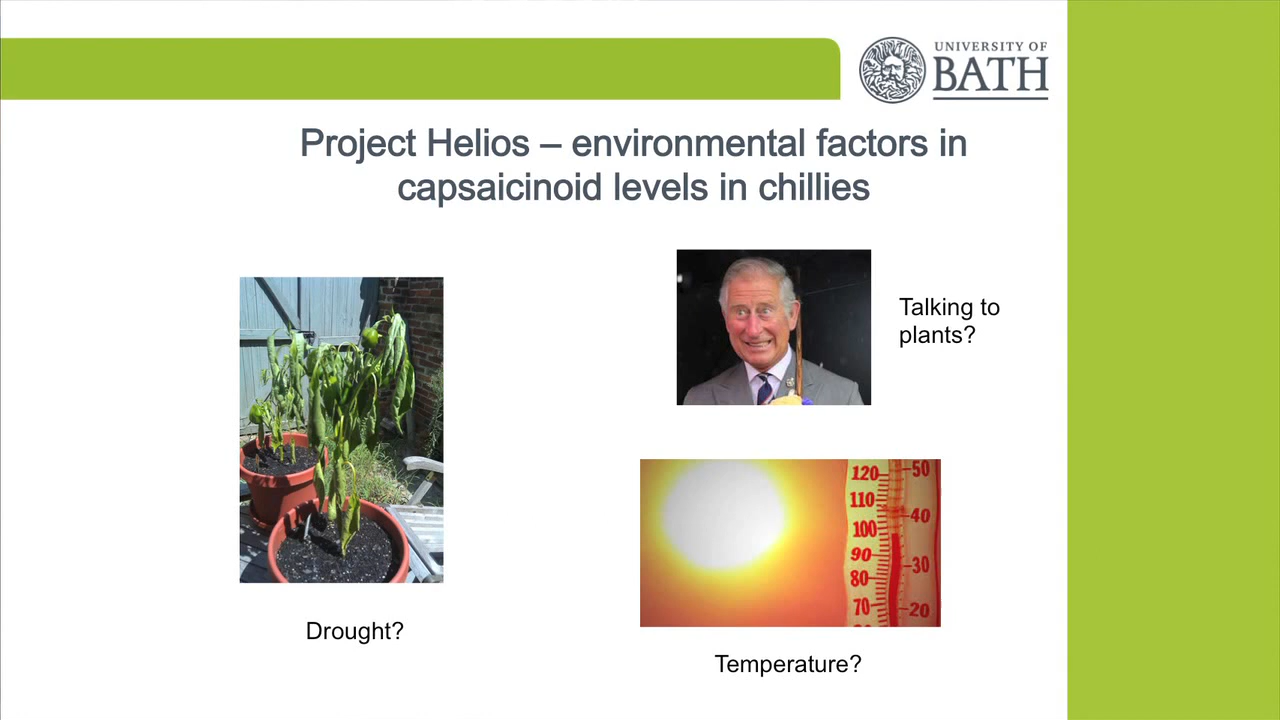 UNIVERSITY OF
BATH
Project Helios – environmental factors in
capsaicinoid levels in chillies
Talking to
plants?
Drought?
120
110
100
90
80
70
50
40
30
20
Temperature?